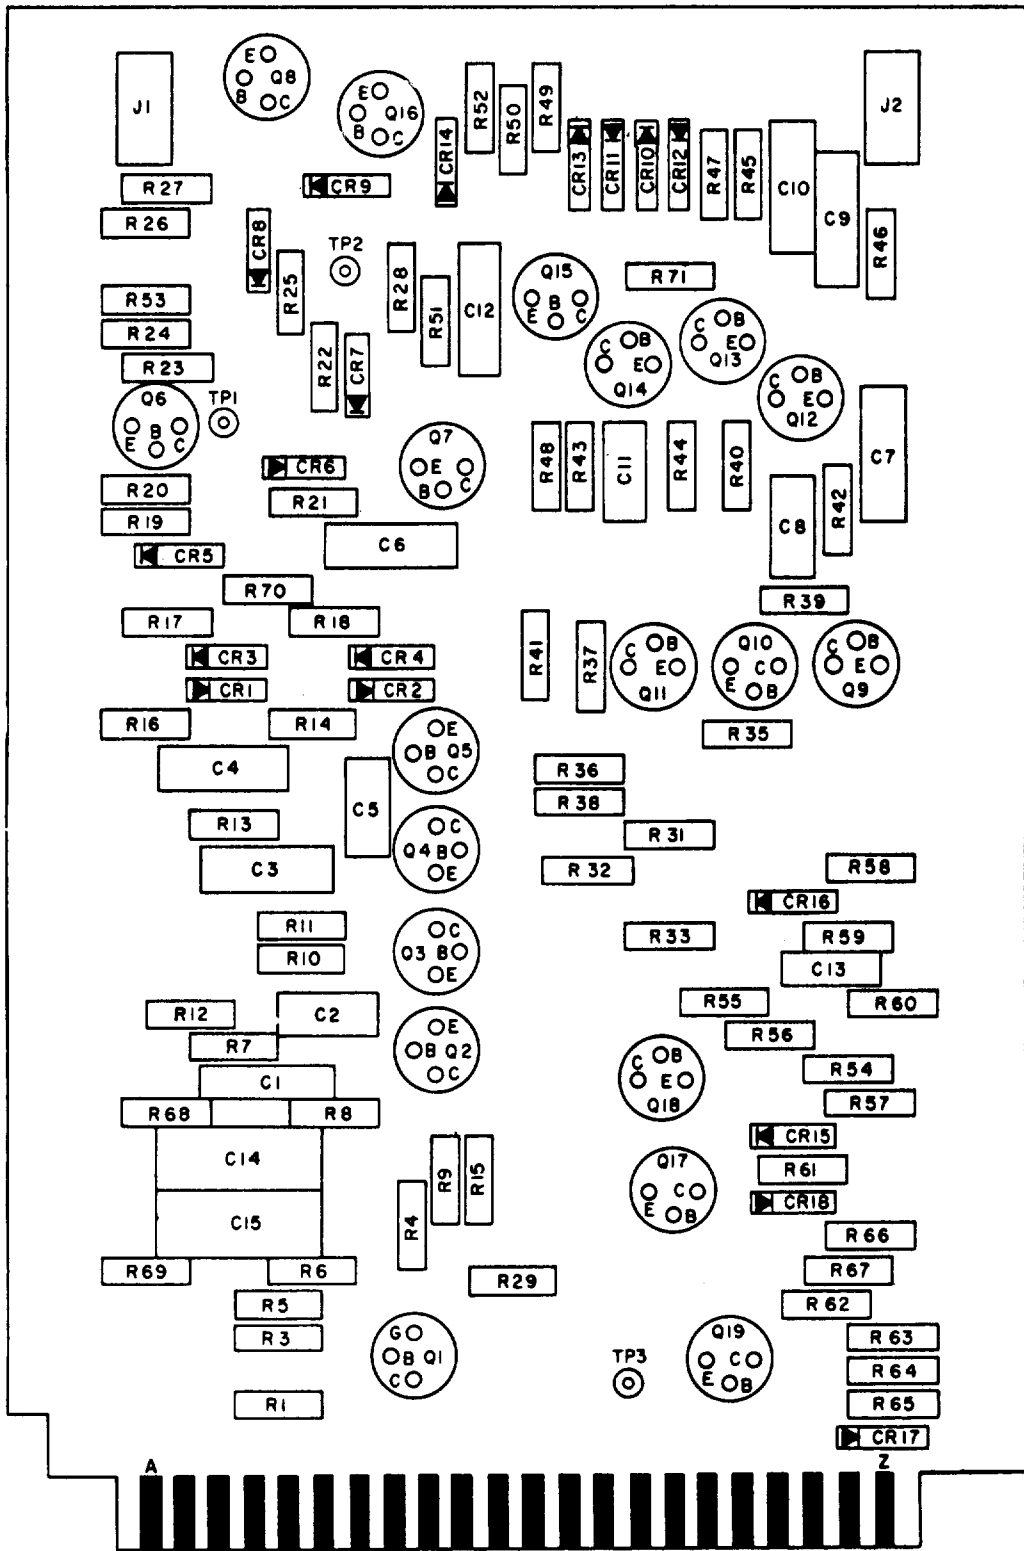 J1
E
B
C
Q8
E
B
C
Q16
CR14
R52
R50
R49
CR13
CR11
CR10
CR12
R47
R45
C10
C9
J2
R46
R27
R26
CR9
CR8
R25
TP2
R28
R51
C12
Q15
E
B
C
R71
C
B
E
Q14
C
B
E
Q13
C
B
E
Q12
R53
R24
R23
R22
CR7
Q6
E
B
C
TP1
Q7
E
B
C
R48
R43
C11
R44
R40
C8
R42
C7
CR6
R21
R20
R19
C6
CR5
R70
R39
R17
R18
CR3
CR4
CR1
CR2
R41
R37
C
B
E
Q11
Q10
E
C
B
C
B
E
Q9
R16
R14
R35
E
B
Q5
C
C4
C5
R36
R38
R13
C
Q4
B
E
R31
C3
R32
R58
CR16
R11
R10
C
Q3
B
E
R33
R59
C13
R55
R60
R12
C2
R7
E
B
Q2
C
R56
C
B
E
Q18
R54
C1
R57
R68
R8
C14
R9
R15
CR15
Q17
E
C
B
R61
CR18
C15
R4
R66
R69
R6
R29
R67
R5
R62
R3
G
B
Q1
C
TP3
Q19
E
C
B
R63
R64
R1
R65
CR17
A
Z